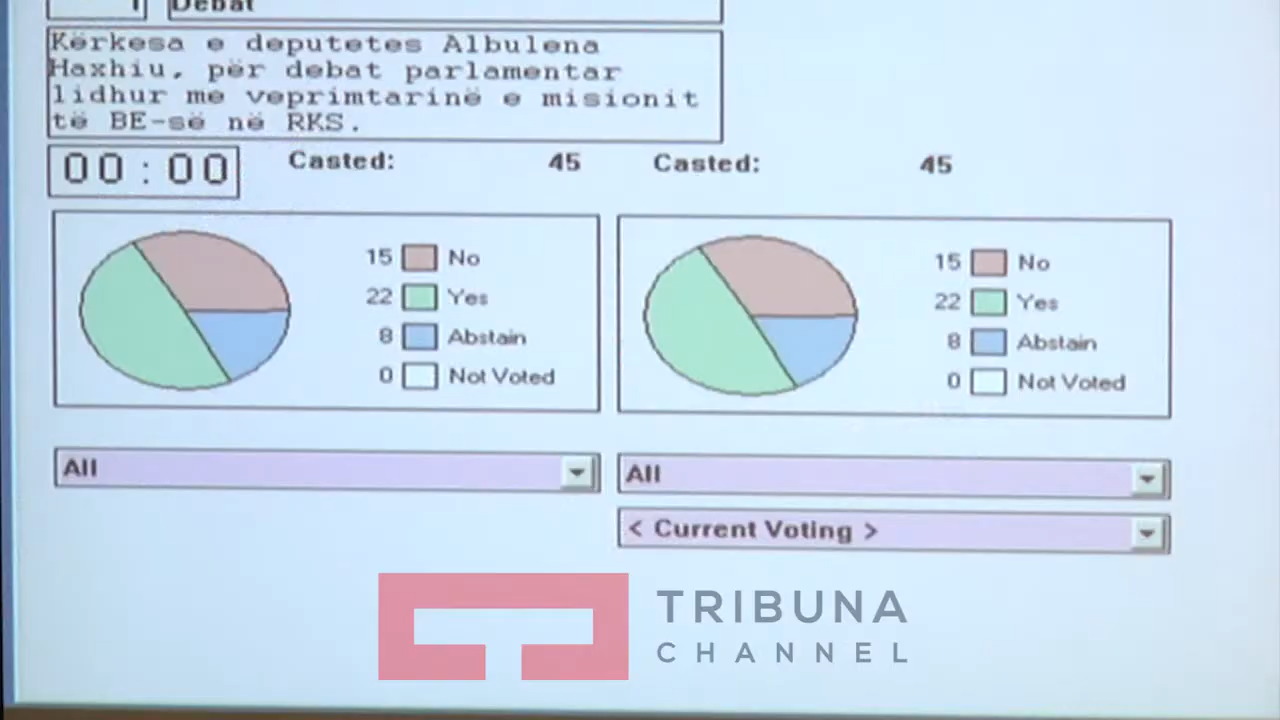 1 Debat
Kërkesa e deputetes Albulena
Haxhiu, për debat parlamentar
lidhur me veprimtarinë e misionit
të BE-së në RKS.
00:00 Casted: 45 Casted: 45
15 No 15 No
22 Yes 22 Yes
8 Abstain 8 Abstain
0 Not Voted 0 Not Voted
All All
< Current Voting >
TRIBUNA
CHANNEL